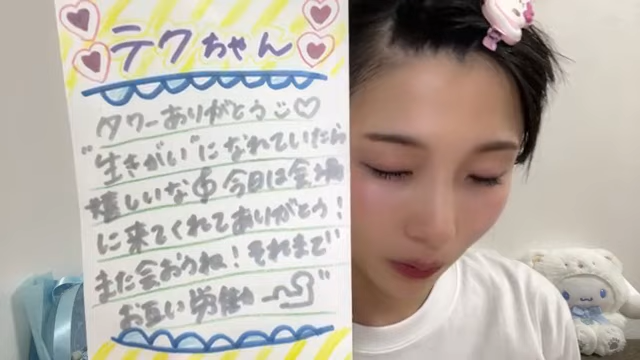 テクちゃん
タワーありがとう
"生きがい"になれていたら
嬉しいな 今日は会場
に来てくれてありがとう!
また会おうね!それまで
お互い労働